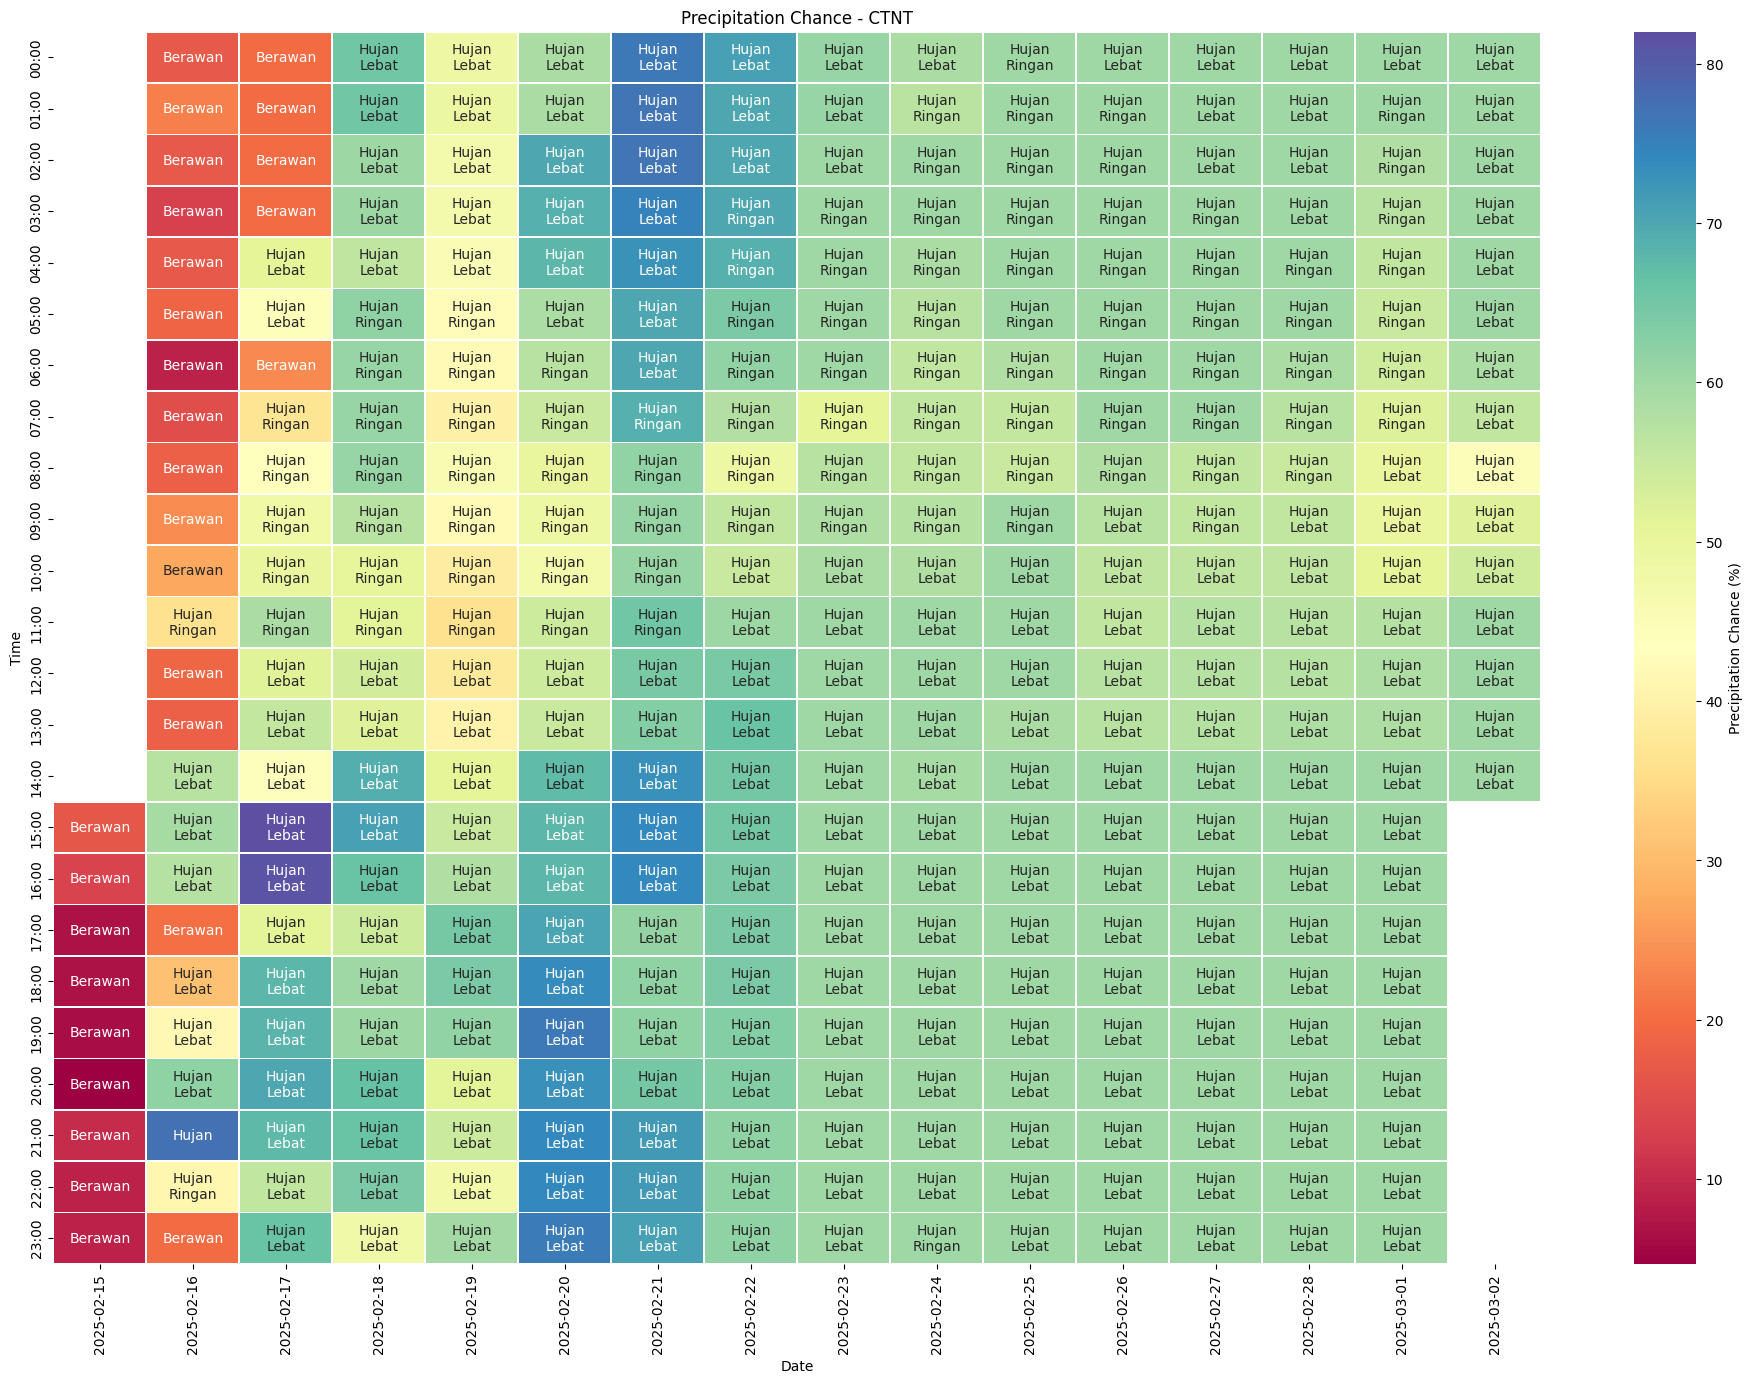 Precipitation Chance - CTNT
00:00 Berawan Berawan Hujan Lebat Hujan Lebat Hujan Lebat Hujan Lebat Hujan Lebat Hujan Lebat Hujan Lebat Hujan Ringan Hujan Lebat Hujan Lebat Hujan Lebat Hujan Lebat Hujan Lebat
01:00 Berawan Berawan Hujan Lebat Hujan Lebat Hujan Lebat Hujan Lebat Hujan Lebat Hujan Lebat Hujan Ringan Hujan Ringan Hujan Ringan Hujan Lebat Hujan Lebat Hujan Ringan Hujan Lebat
02:00 Berawan Berawan Hujan Lebat Hujan Lebat Hujan Lebat Hujan Lebat Hujan Lebat Hujan Lebat Hujan Ringan Hujan Ringan Hujan Ringan Hujan Lebat Hujan Lebat Hujan Ringan Hujan Lebat
03:00 Berawan Berawan Hujan Lebat Hujan Lebat Hujan Lebat Hujan Lebat Hujan Ringan Hujan Ringan Hujan Ringan Hujan Ringan Hujan Ringan Hujan Ringan Hujan Lebat Hujan Ringan Hujan Lebat
04:00 Berawan Hujan Lebat Hujan Lebat Hujan Lebat Hujan Lebat Hujan Lebat Hujan Ringan Hujan Ringan Hujan Ringan Hujan Ringan Hujan Ringan Hujan Ringan Hujan Ringan Hujan Ringan Hujan Lebat
05:00 Berawan Hujan Lebat Hujan Ringan Hujan Ringan Hujan Lebat Hujan Lebat Hujan Ringan Hujan Ringan Hujan Ringan Hujan Ringan Hujan Ringan Hujan Ringan Hujan Ringan Hujan Ringan Hujan Lebat
06:00 Berawan Berawan Hujan Ringan Hujan Ringan Hujan Ringan Hujan Lebat Hujan Ringan Hujan Ringan Hujan Ringan Hujan Ringan Hujan Ringan Hujan Ringan Hujan Ringan Hujan Ringan Hujan Lebat
07:00 Berawan Hujan Ringan Hujan Ringan Hujan Ringan Hujan Ringan Hujan Ringan Hujan Ringan Hujan Ringan Hujan Ringan Hujan Ringan Hujan Ringan Hujan Ringan Hujan Ringan Hujan Ringan Hujan Lebat
08:00 Berawan Hujan Ringan Hujan Ringan Hujan Ringan Hujan Ringan Hujan Ringan Hujan Ringan Hujan Ringan Hujan Ringan Hujan Ringan Hujan Ringan Hujan Ringan Hujan Ringan Hujan Lebat Hujan Lebat
09:00 Berawan Hujan Ringan Hujan Ringan Hujan Ringan Hujan Ringan Hujan Ringan Hujan Ringan Hujan Ringan Hujan Ringan Hujan Ringan Hujan Lebat Hujan Ringan Hujan Lebat Hujan Lebat Hujan Lebat
10:00 Berawan Hujan Ringan Hujan Ringan Hujan Ringan Hujan Ringan Hujan Ringan Hujan Lebat Hujan Lebat Hujan Lebat Hujan Lebat Hujan Lebat Hujan Lebat Hujan Lebat Hujan Lebat Hujan Lebat
11:00 Hujan Ringan Hujan Ringan Hujan Ringan Hujan Ringan Hujan Ringan Hujan Ringan Hujan Lebat Hujan Lebat Hujan Lebat Hujan Lebat Hujan Lebat Hujan Lebat Hujan Lebat Hujan Lebat Hujan Lebat
12:00 Berawan Hujan Lebat Hujan Lebat Hujan Lebat Hujan Lebat Hujan Lebat Hujan Lebat Hujan Lebat Hujan Lebat Hujan Lebat Hujan Lebat Hujan Lebat Hujan Lebat Hujan Lebat Hujan Lebat
13:00 Berawan Hujan Lebat Hujan Lebat Hujan Lebat Hujan Lebat Hujan Lebat Hujan Lebat Hujan Lebat Hujan Lebat Hujan Lebat Hujan Lebat Hujan Lebat Hujan Lebat Hujan Lebat Hujan Lebat
14:00 Hujan Lebat Hujan Lebat Hujan Lebat Hujan Lebat Hujan Lebat Hujan Lebat Hujan Lebat Hujan Lebat Hujan Lebat Hujan Lebat Hujan Lebat Hujan Lebat Hujan Lebat Hujan Lebat Hujan Lebat
15:00 Berawan Hujan Lebat Hujan Lebat Hujan Lebat Hujan Lebat Hujan Lebat Hujan Lebat Hujan Lebat Hujan Lebat Hujan Lebat Hujan Lebat Hujan Lebat Hujan Lebat Hujan Lebat Hujan Lebat
16:00 Berawan Hujan Lebat Hujan Lebat Hujan Lebat Hujan Lebat Hujan Lebat Hujan Lebat Hujan Lebat Hujan Lebat Hujan Lebat Hujan Lebat Hujan Lebat Hujan Lebat Hujan Lebat Hujan Lebat
17:00 Berawan Berawan Hujan Lebat Hujan Lebat Hujan Lebat Hujan Lebat Hujan Lebat Hujan Lebat Hujan Lebat Hujan Lebat Hujan Lebat Hujan Lebat Hujan Lebat Hujan Lebat Hujan Lebat
18:00 Berawan Hujan Lebat Hujan Lebat Hujan Lebat Hujan Lebat Hujan Lebat Hujan Lebat Hujan Lebat Hujan Lebat Hujan Lebat Hujan Lebat Hujan Lebat Hujan Lebat Hujan Lebat Hujan Lebat
19:00 Berawan Hujan Lebat Hujan Lebat Hujan Lebat Hujan Lebat Hujan Lebat Hujan Lebat Hujan Lebat Hujan Lebat Hujan Lebat Hujan Lebat Hujan Lebat Hujan Lebat Hujan Lebat Hujan Lebat
20:00 Berawan Hujan Lebat Hujan Lebat Hujan Lebat Hujan Lebat Hujan Lebat Hujan Lebat Hujan Lebat Hujan Lebat Hujan Lebat Hujan Lebat Hujan Lebat Hujan Lebat Hujan Lebat Hujan Lebat
21:00 Berawan Hujan Hujan Lebat Hujan Lebat Hujan Lebat Hujan Lebat Hujan Lebat Hujan Lebat Hujan Lebat Hujan Lebat Hujan Lebat Hujan Lebat Hujan Lebat Hujan Lebat Hujan Lebat
22:00 Berawan Hujan Ringan Hujan Lebat Hujan Lebat Hujan Lebat Hujan Lebat Hujan Lebat Hujan Lebat Hujan Lebat Hujan Lebat Hujan Lebat Hujan Lebat Hujan Lebat Hujan Lebat Hujan Lebat
23:00 Berawan Berawan Hujan Lebat Hujan Lebat Hujan Lebat Hujan Lebat Hujan Lebat Hujan Lebat Hujan Lebat Hujan Ringan Hujan Lebat Hujan Lebat Hujan Lebat Hujan Lebat Hujan Lebat
Time
2025-02-15 2025-02-16 2025-02-17 2025-02-18 2025-02-19 2025-02-20 2025-02-21 2025-02-22 2025-02-23 2025-02-24 2025-02-25 2025-02-26 2025-02-27 2025-02-28 2025-03-01 2025-03-02
Date
80
70
60
50
40
30
20
10
Precipitation Chance (%)